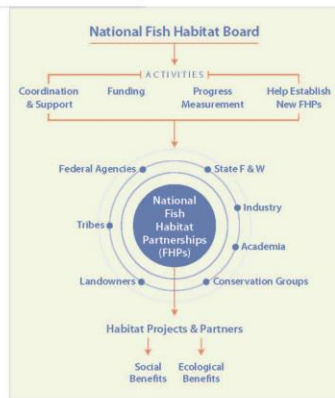 National Fish Habitat Board
ACTIVITIES
Coordination
& Support
Funding
Progress
Measurement
Help Establish
New FHPs
Federal Agencies
State F & W
Industry
Tribes
Academia
Landowners
Conservation Groups
National
Fish
Habitat
Partnerships
(FHPs)
Habitat Projects & Partners
Social
Benefits
Ecological
Benefits